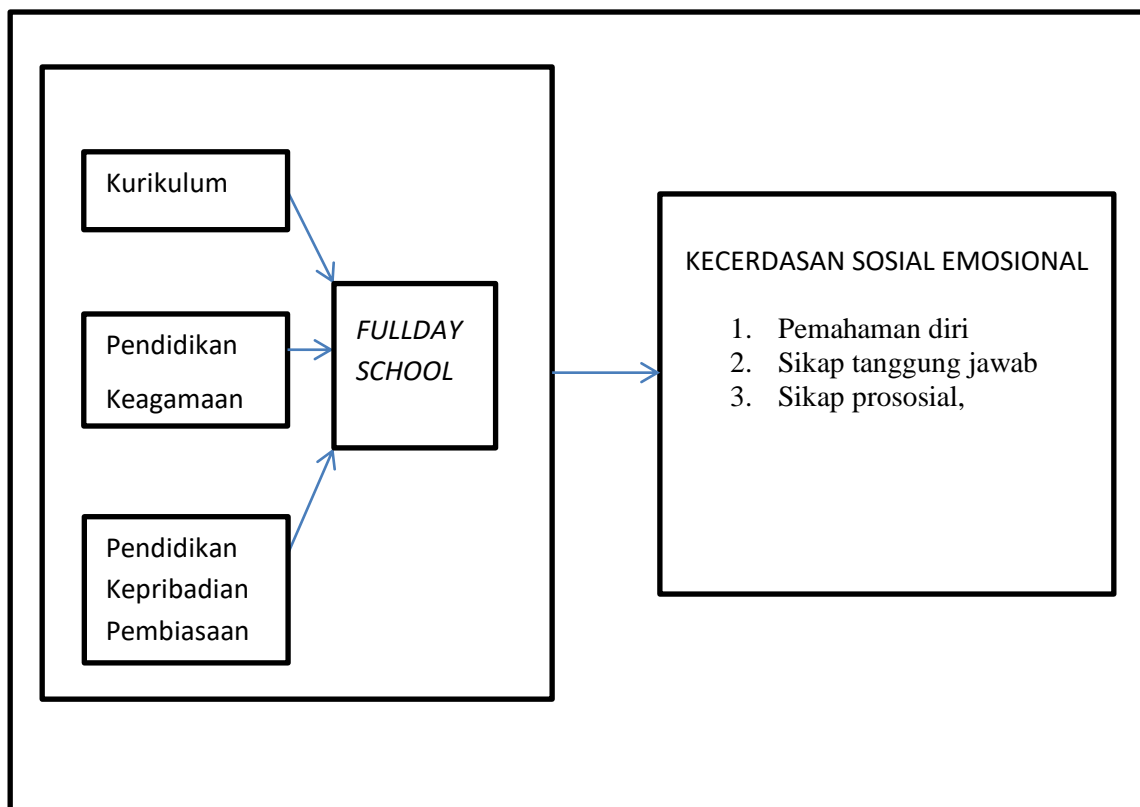 Kurikulum
Pendidikan
Keagamaan
Pendidikan
Kepribadian
Pembiasaan
FULLDAY
SCHOOL
KECERDASAN SOSIAL EMOSIONAL
1. Pemahaman diri
2. Sikap tanggung jawab
3. Sikap prososial,